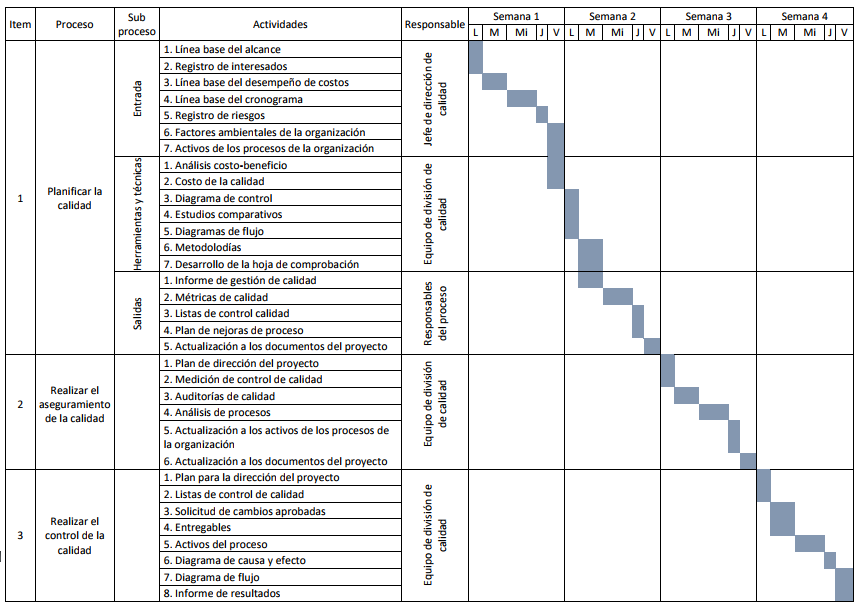 Item Proceso Sub proceso Actividades Responsable Semana 1 Semana 2 Semana 3 Semana 4
L M Mi J V L M Mi J V L M Mi J V L M Mi J V
1
Planificar la
calidad
Entrada
1. Línea base del alcance
2. Registro de interesados
3. Línea base del desempeño de costos
4. Línea base del cronograma
5. Registro de riesgos
6. Factores ambientales de la organización
7. Activos de los procesos de la organización
Jefe de dirección de
calidad
Herramientas y técnicas
1. Análisis costo-beneficio
2. Costo de la calidad
3. Diagrama de control
4. Estudios comparativos
5. Diagramas de flujo
6. Metodolodías
7. Desarrollo de la hoja de comprobación
Equipo de división de
calidad
Salidas
1. Informe de gestión de calidad
2. Métricas de calidad
3. Listas de control calidad
4. Plan de nejoras de proceso
5. Actualización a los documentos del proyecto
Responsables
del proceso
2
Realizar el
aseguramiento
de la calidad
1. Plan de dirección del proyecto
2. Medición de control de calidad
3. Auditorías de calidad
4. Análisis de procesos
5. Actualización a los activos de los procesos de
la organización
6. Actualización a los documentos del proyecto
Equipo de división
de calidad
3
Realizar el
control de la
calidad
1. Plan para la dirección del proyecto
2. Listas de control de calidad
3. Solicitud de cambios aprobadas
4. Entregables
5. Activos del proceso
6. Diagrama de causa y efecto
7. Diagrama de flujo
8. Informe de resultados
Equipo de división de
calidad